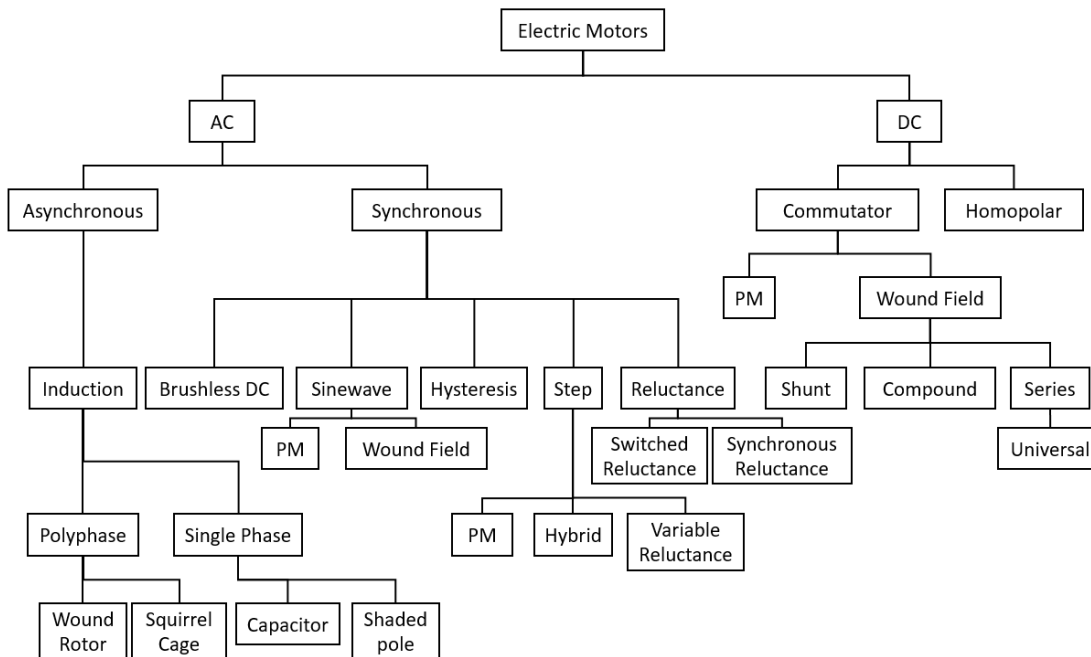 Electric Motors
AC
DC
Asynchronous
Synchronous
Commutator
Homopolar
PM
Wound Field
Induction
Brushless DC
Sinewave
Hysteresis
Step
Reluctance
Shunt
Compound
Series
PM
Wound Field
Switched
Reluctance
Synchronous
Reluctance
Universal
Polyphase
Single Phase
PM
Hybrid
Variable
Reluctance
Wound
Rotor
Squirrel
Cage
Capacitor
Shaded
pole